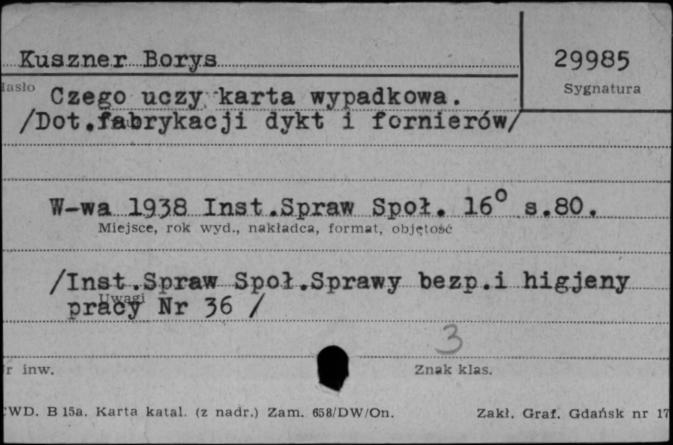 Kuszner Borys
29985
Hasło
Sygnatura
Czego uczy karta wypadkowa.
/Dot.fabrykacji dykt i fornierów/
W-wa 1938 Inst.Spraw Społ. 16° s.80.
Miejsce, rok wyd., nakładca, format, objętość
/Inst.Spraw Społ.Sprawy bezp.i higjeny
Uwagi
pracy Nr 36 /
3
r inw.
Znak klas.
WD. B 15a. Karta katal. (z nadr.) Zam. 658/DW/On.
Zakł. Graf. Gdańsk nr 17